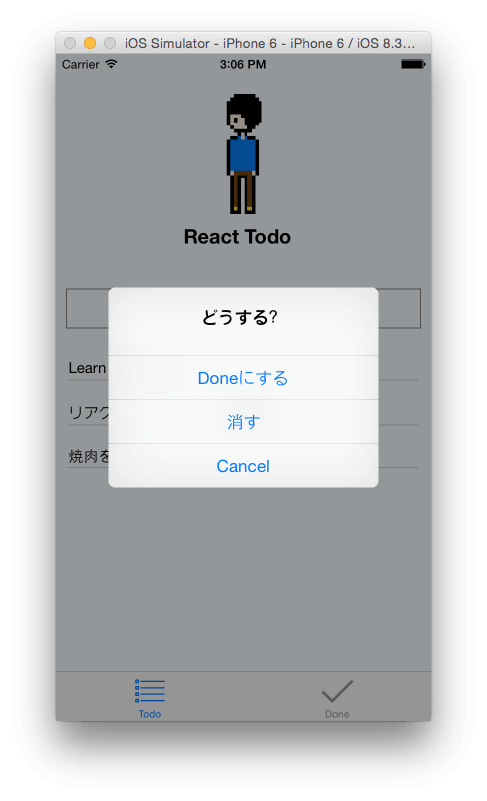 iOS Simulator - iPhone 6 - iPhone 6 / iOS 8.3...
Carrier 3:06 PM
React Todo
どうする?
Doneにする
消す
Cancel
Learn
リアク
焼肉を
Todo Done